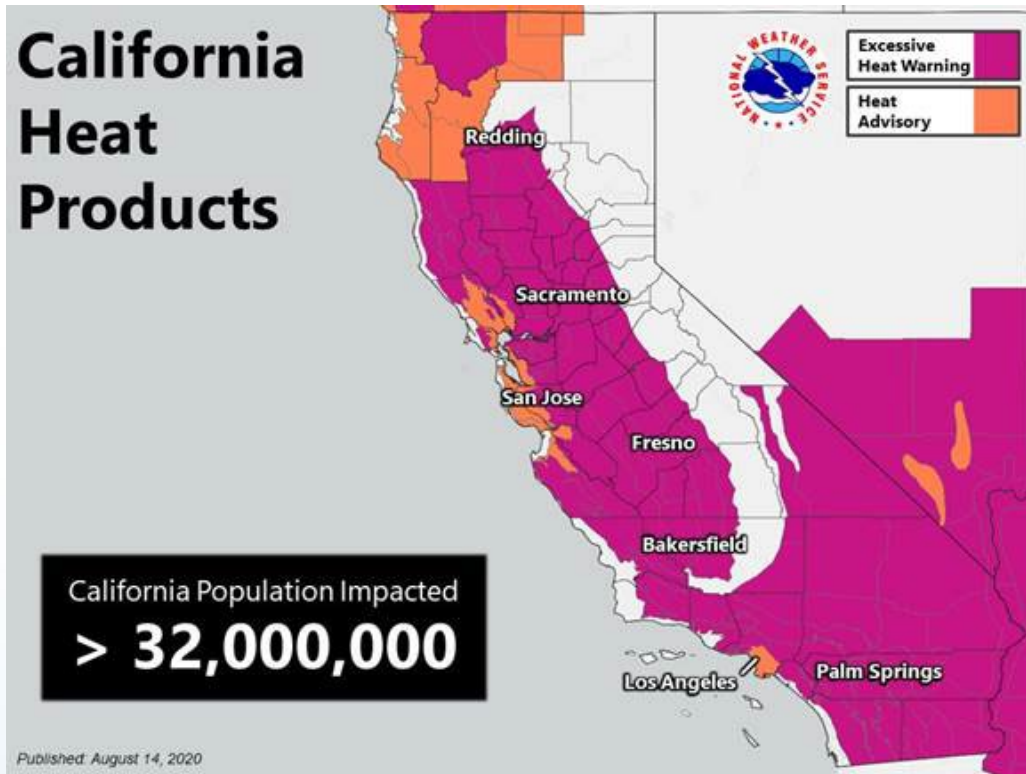 California
Heat
Products
NATIONAL WEATHER SERVICE
Excessive
Heat Warning
Heat
Advisory
Redding
Sacramento
San Jose
Fresno
Bakersfield
Los Angeles
Palm Springs
California Population Impacted
> 32,000,000
Published: August 14, 2020